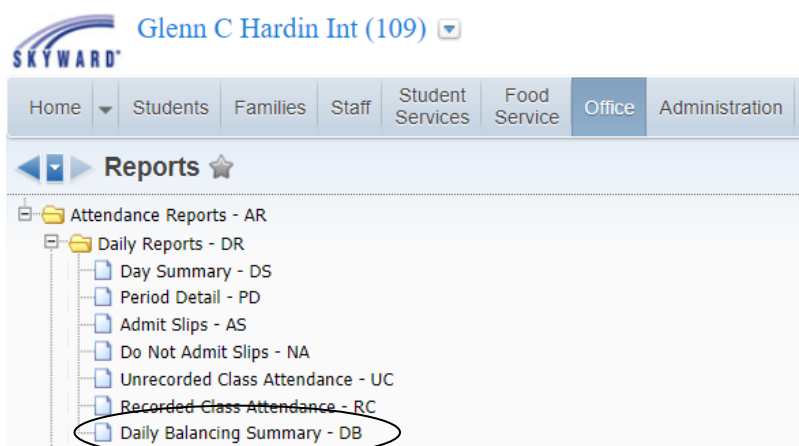 SKYWARD
Glenn C Hardin Int (109)
Home Students Families Staff Student Services Food Service Office Administration
Reports
Attendance Reports - AR
Daily Reports - DR
Day Summary - DS
Period Detail - PD
Admit Slips - AS
Do Not Admit Slips - NA
Unrecorded Class Attendance - UC
Recorded Class Attendance - RC
Daily Balancing Summary - DB